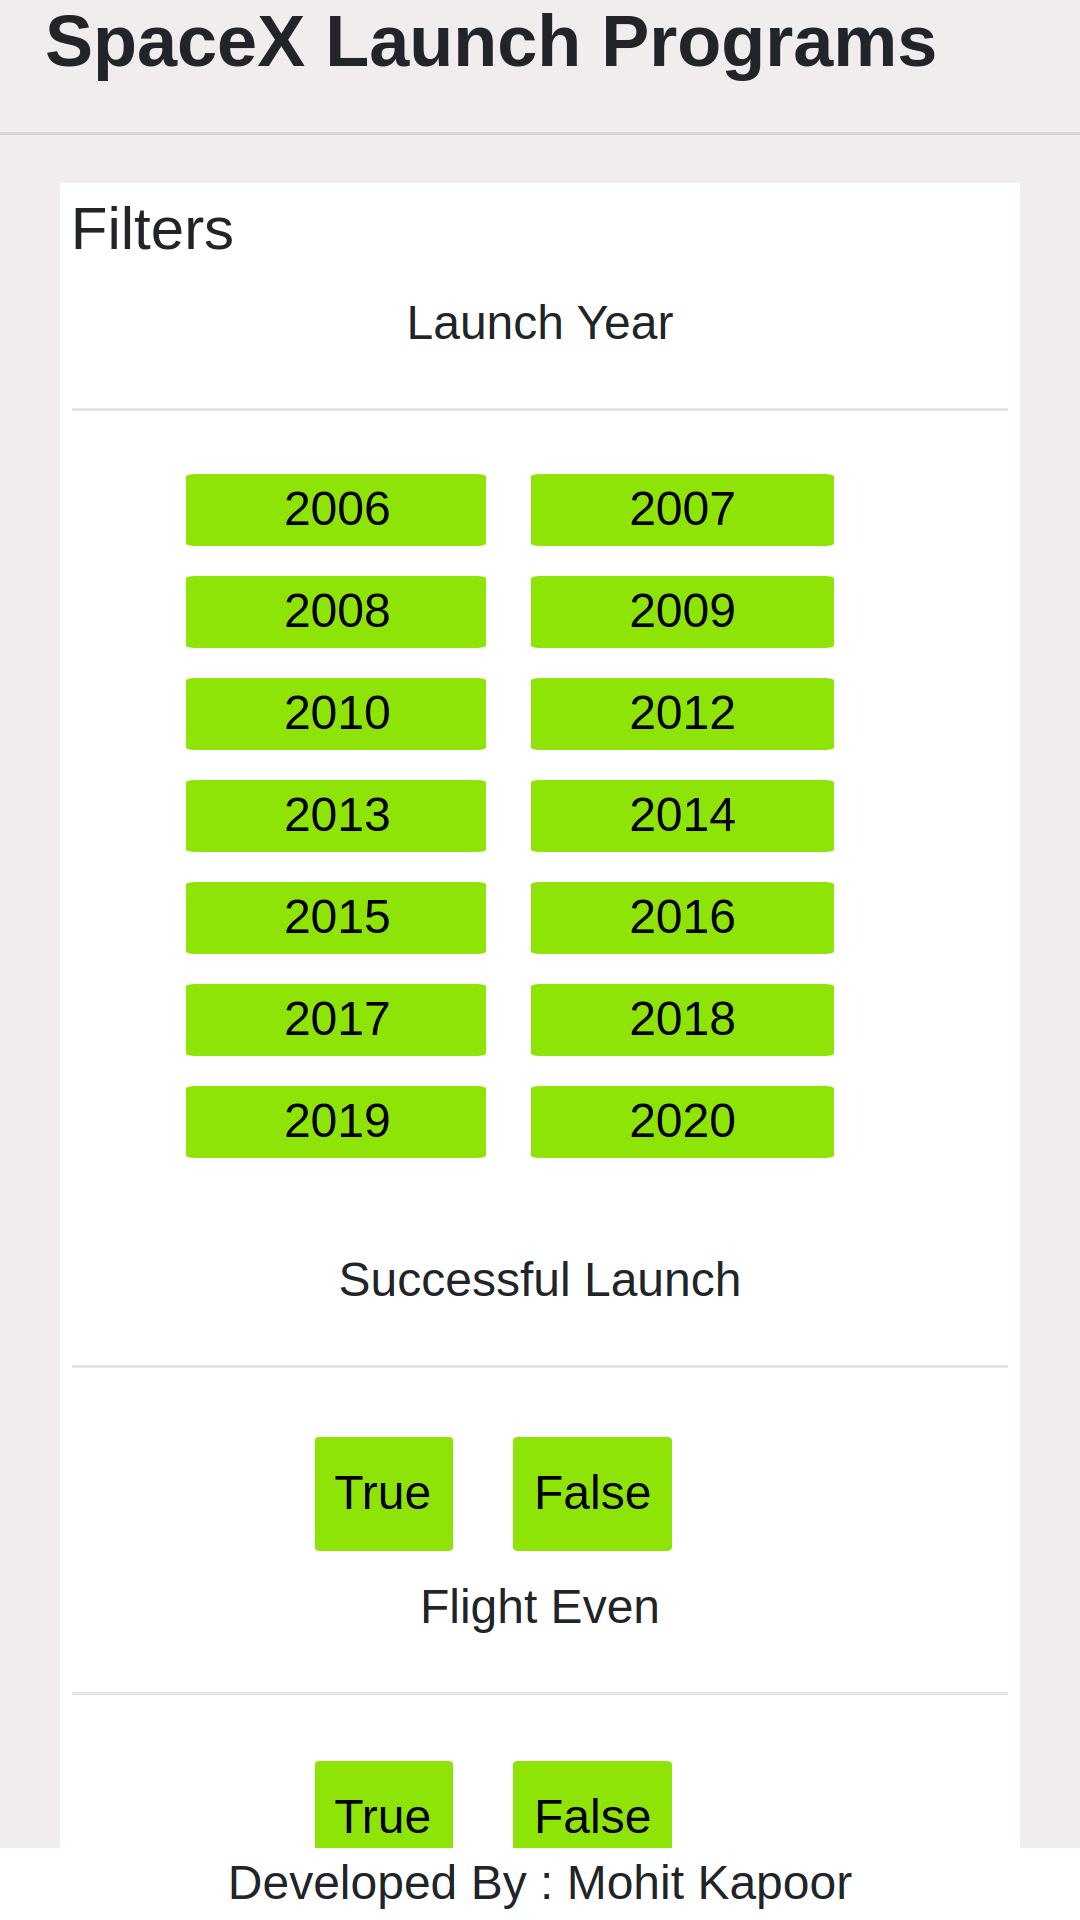 SpaceX Launch Programs
Filters
Launch Year
2006 2007
2008 2009
2010 2012
2013 2014
2015 2016
2017 2018
2019 2020
Successful Launch
True False
Flight Even
True False
Developed By : Mohit Kapoor